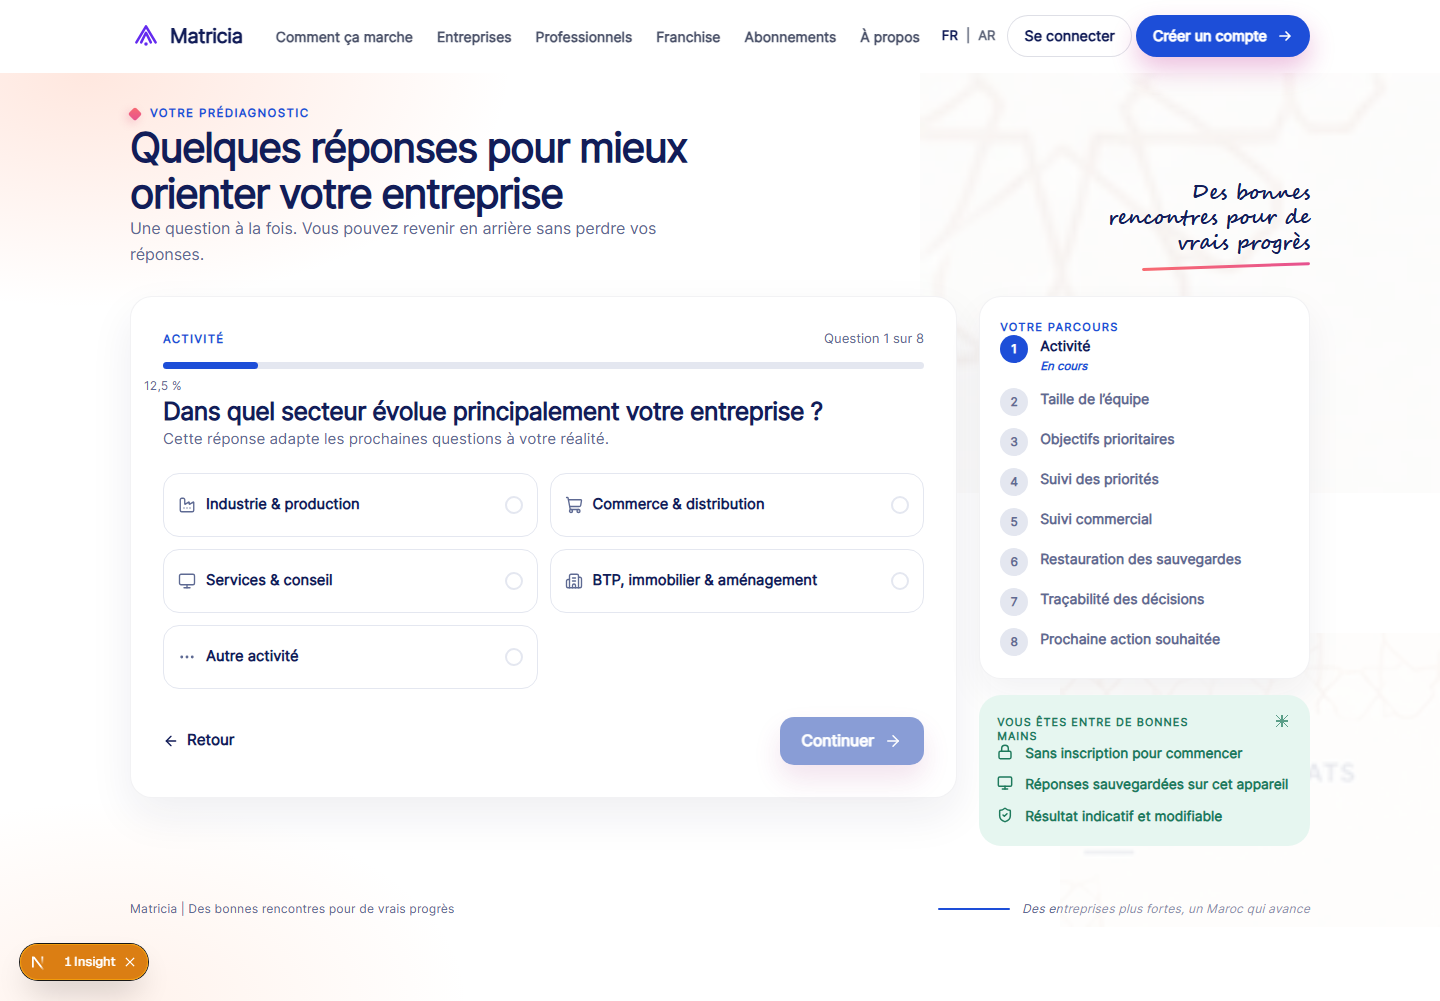 Matricia
Comment ça marche
Entreprises
Professionnels
Franchise
Abonnements
À propos
FR | AR
Se connecter
Créer un compte
VOTRE PRÉDIAGNOSTIC
Quelques réponses pour mieux
orienter votre entreprise
Une question à la fois. Vous pouvez revenir en arrière sans perdre vos
réponses.
Des bonnes
rencontres pour de
vrais progrès
ACTIVITÉ
Question 1 sur 8
12,5 %
Dans quel secteur évolue principalement votre entreprise ?
Cette réponse adapte les prochaines questions à votre réalité.
Industrie & production
Commerce & distribution
Services & conseil
BTP, immobilier & aménagement
Autre activité
Retour
Continuer
VOTRE PARCOURS
1 Activité
En cours
2 Taille de l’équipe
3 Objectifs prioritaires
4 Suivi des priorités
5 Suivi commercial
6 Restauration des sauvegardes
7 Traçabilité des décisions
8 Prochaine action souhaitée
VOUS ÊTES ENTRE DE BONNES
MAINS
Sans inscription pour commencer
Réponses sauvegardées sur cet appareil
Résultat indicatif et modifiable
Matricia | Des bonnes rencontres pour de vrais progrès
Des entreprises plus fortes, un Maroc qui avance
1 Insight